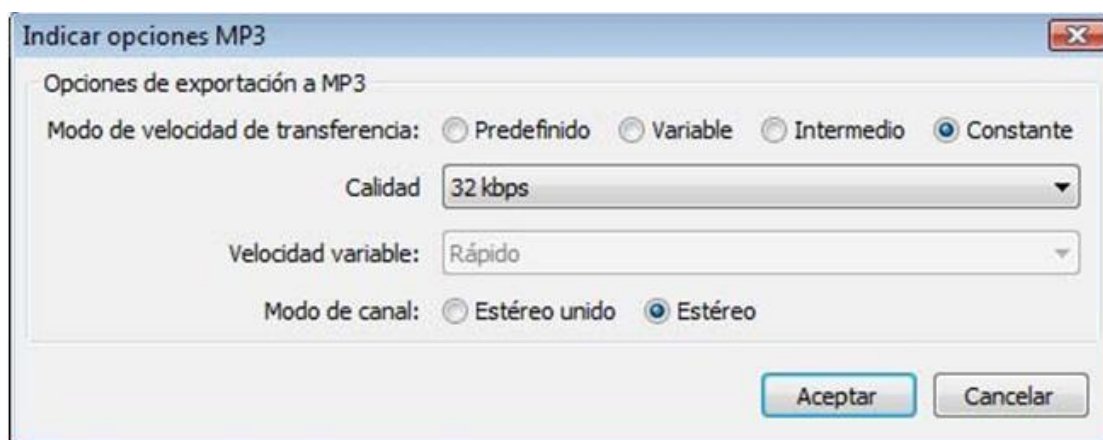 Indicar opciones MP3
Opciones de exportación a MP3
Modo de velocidad de transferencia: Predefinido Variable Intermedio Constante
Calidad 32 kbps
Velocidad variable: Rápido
Modo de canal: Estéreo unido Estéreo
Aceptar Cancelar